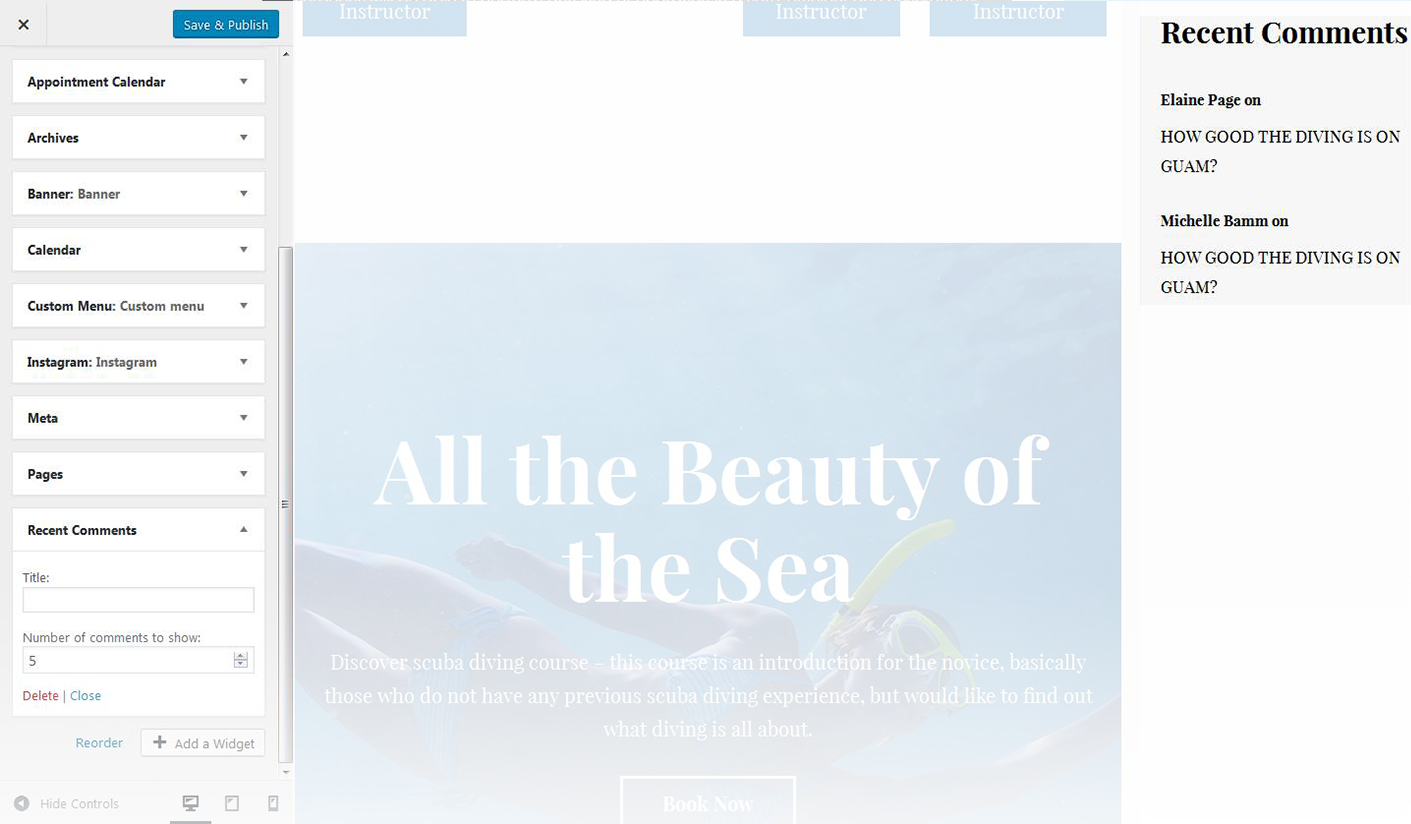 Save & Publish
Appointment Calendar
Archives
Banner: Banner
Calendar
Custom Menu: Custom menu
Instagram: Instagram
Meta
Pages
Recent Comments
Title:
Number of comments to show:
5
Delete | Close
Reorder
Add a Widget
Hide Controls
Instructor
Instructor
Instructor
All the Beauty of
the Sea
Discover scuba diving course – this course is an introduction for the novice, basically
those who do not have any previous scuba diving experience, but would like to find out
what diving is all about.
Book Now
Recent Comments
Elaine Page on
HOW GOOD THE DIVING IS ON
GUAM?
Michelle Bamm on
HOW GOOD THE DIVING IS ON
GUAM?